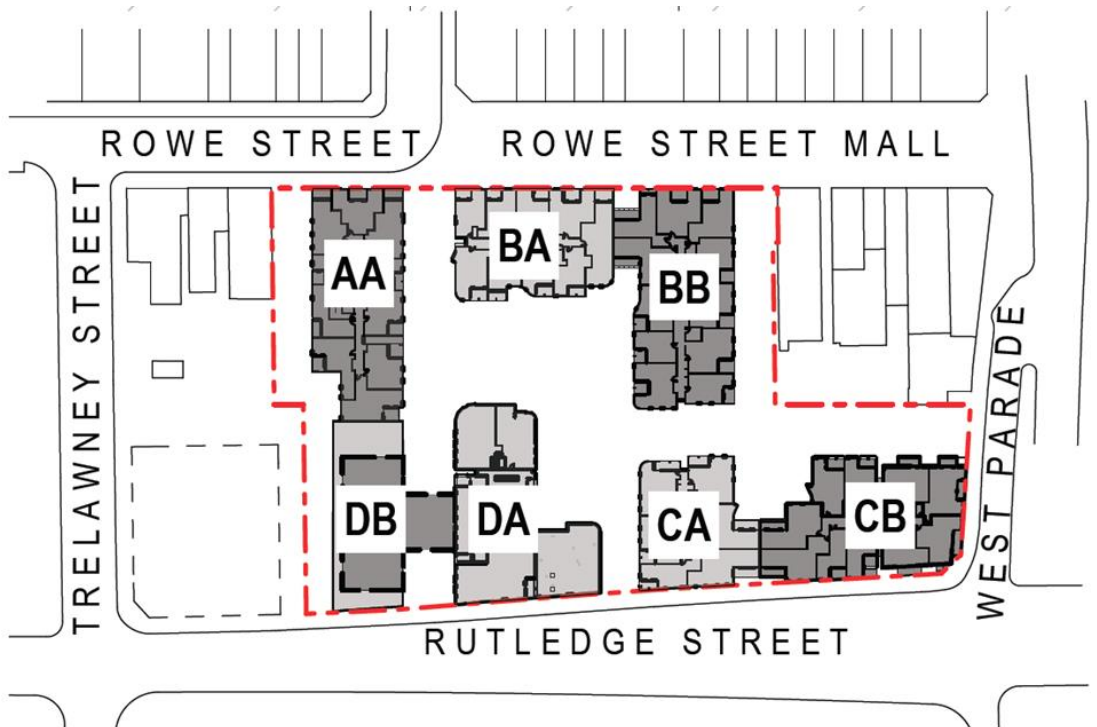 ROWE STREET
ROWE STREET MALL
TRELAWNEY STREET
AA
BA
BB
WEST PARADE
DB
DA
CA
CB
RUTLEDGE STREET